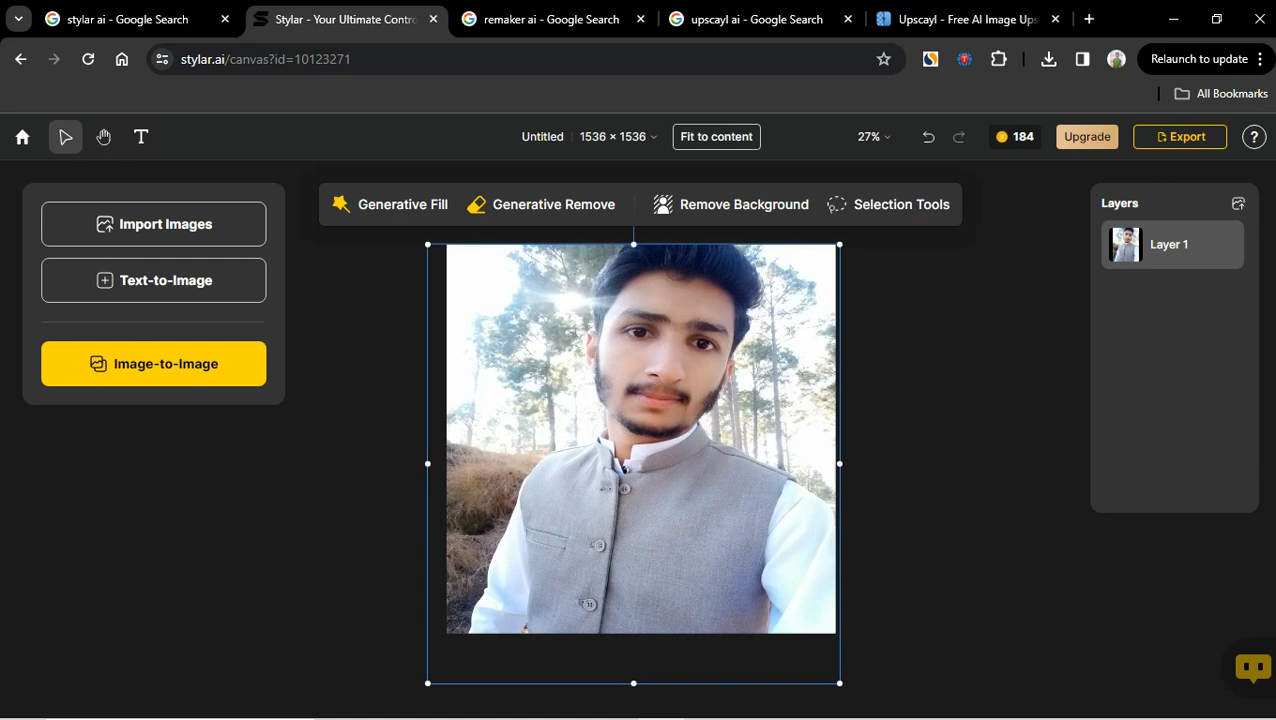 stylar ai - Google Search
Stylar - Your Ultimate Contro
remaker ai - Google Search
upscayl ai - Google Search
Upscayl - Free AI Image Ups
stylar.ai/canvas?id=10123271
Relaunch to update
All Bookmarks
Untitled
1536 × 1536
Fit to content
27%
184
Upgrade
Export
Import Images
Text-to-Image
Image-to-Image
Generative Fill
Generative Remove
Remove Background
Selection Tools
Layers
Layer 1